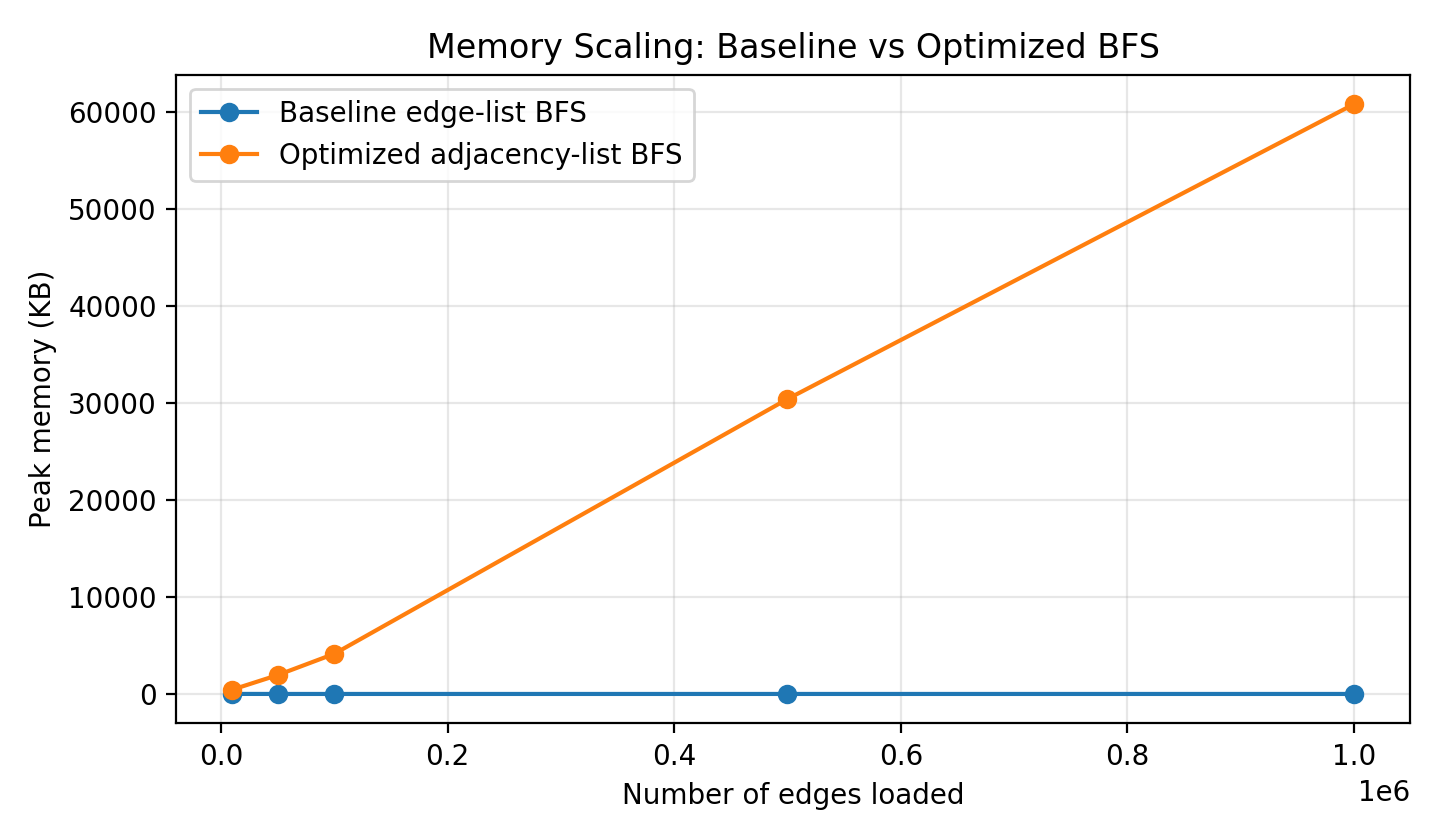 Memory Scaling: Baseline vs Optimized BFS
Baseline edge-list BFS
Optimized adjacency-list BFS
Peak memory (KB)
60000
50000
40000
30000
20000
10000
0
0.0 0.2 0.4 0.6 0.8 1.0
1e6
Number of edges loaded